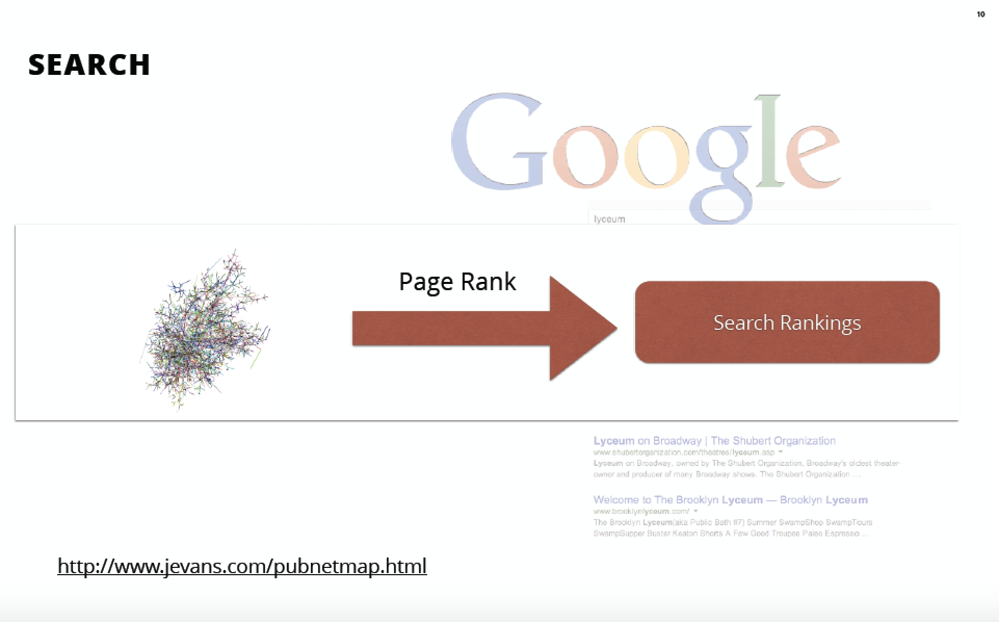 10
SEARCH
Google
lyceum
Page Rank
Search Rankings
Lyceum on Broadway | The Shubert Organization
www.shubertorganization.com/theatres/lyceum.asp
Lyceum on Broadway, owned by The Shubert Organization, Broadway's oldest theater-
owner and producer of many Broadway shows. The Shubert Organization ...
Welcome to The Brooklyn Lyceum — Brooklyn Lyceum
www.brooklynlyceum.com/
The Brooklyn Lyceum(aka Public Bath #7) Summer SwampShop SwampTours
SwampSupper Buster Keaton Shorts A Few Good Troupes Paleo Espresso ...
http://www.jevans.com/pubnetmap.html